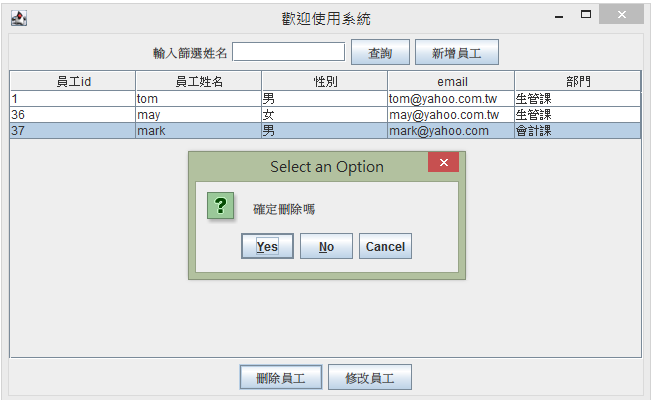 歡迎使用系統
輸入篩選姓名 查詢 新增員工
員工id 員工姓名 性別 email 部門
1 tom 男 tom@yahoo.com.tw 生管課
36 may 女 may@yahoo.com.tw 生管課
37 mark 男 mark@yahoo.com 會計課
Select an Option
? 確定刪除嗎
Yes No Cancel
刪除員工 修改員工